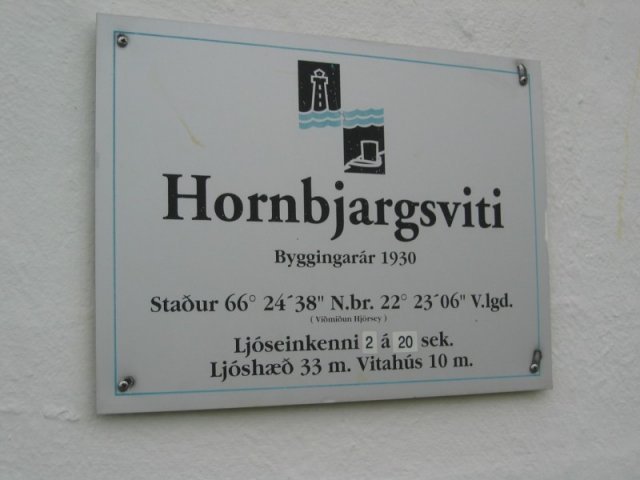 Hornbjargsviti
Byggingarár 1930
Staður 66° 24´38" N.br. 22° 23´06" V.lgd.
( Viðmiðun Hjörsey )
Ljóseinkenni 2 á 20 sek.
Ljóshæð 33 m. Vitahús 10 m.